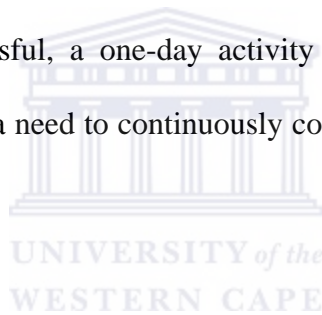 sful, a one-day activity
a need to continuously co
UNIVERSITY of the
WESTERN CAPE